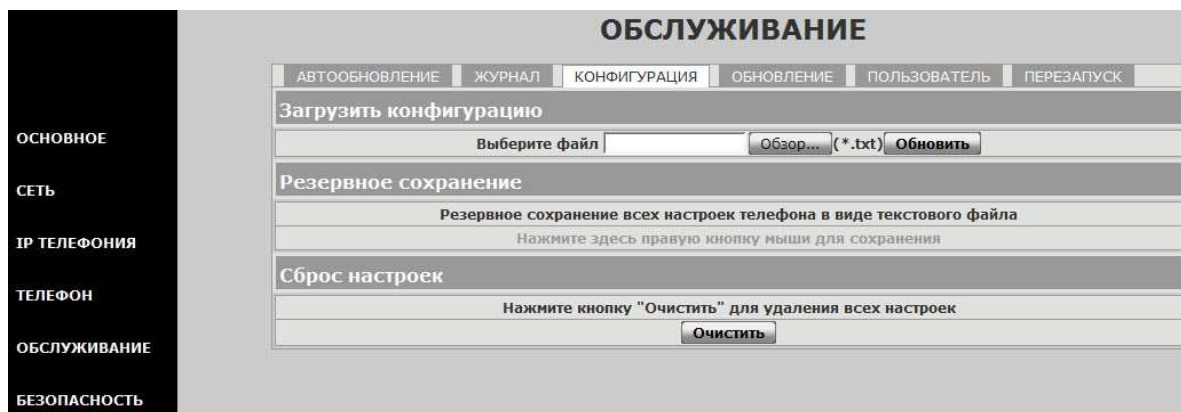 ОБСЛУЖИВАНИЕ
АВТООБНОВЛЕНИЕ ЖУРНАЛ КОНФИГУРАЦИЯ ОБНОВЛЕНИЕ ПОЛЬЗОВАТЕЛЬ ПЕРЕЗАПУСК
ОСНОВНОЕ
СЕТЬ
IP ТЕЛЕФОНИЯ
ТЕЛЕФОН
ОБСЛУЖИВАНИЕ
БЕЗОПАСНОСТЬ
Загрузить конфигурацию
Выберите файл Обзор... (*.txt) Обновить
Резервное сохранение
Резервное сохранение всех настроек телефона в виде текстового файла
Нажмите здесь правую кнопку мыши для сохранения
Сброс настроек
Нажмите кнопку "Очистить" для удаления всех настроек
Очистить